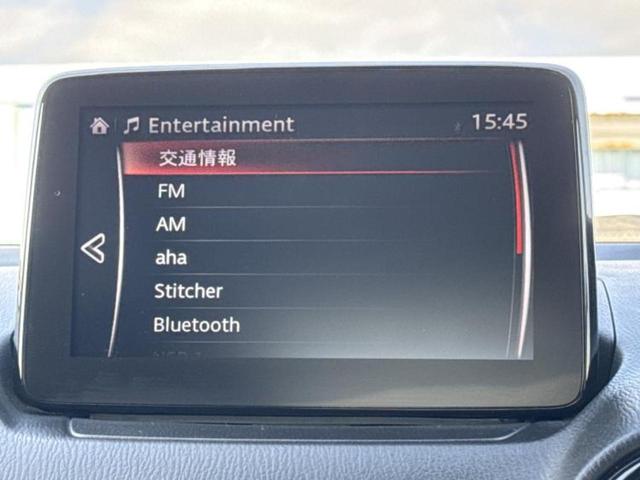 Entertainment 15:45
交通情報
FM
AM
aha
Stitcher
Bluetooth